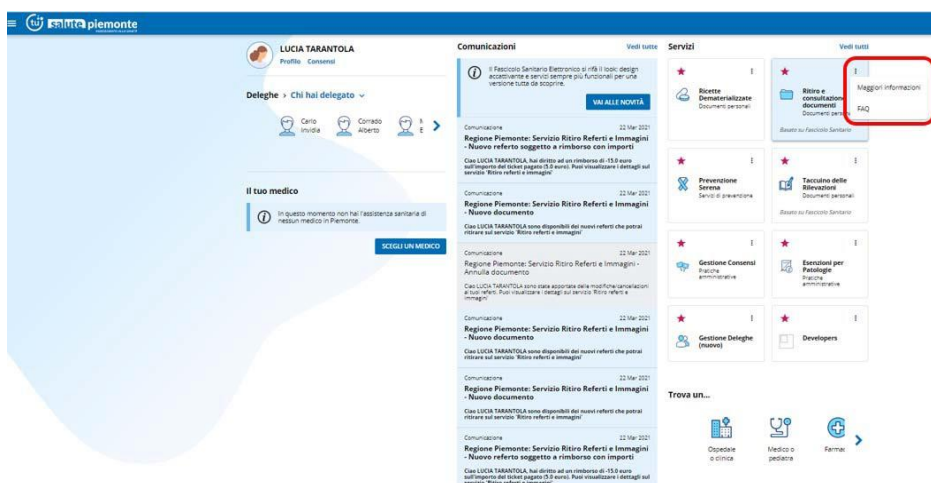 tu
salute piemonte
LUCIA TARANTOLA
Profilo Consensi
Deleghe > Chi hai delegato
Carlo
Invidia
Corrado
Alberto
Il tuo medico
In questo momento non hai l'assistenza sanitaria di
nessun medico in Piemonte.
SCEGLI UN MEDICO
Comunicazioni
Vedi tutte
Il Fascicolo Sanitario Elettronico si rifà il look: design
accattivante e servizi sempre più funzionali per una
versione tutta da scoprire.
VAI ALLE NOVITÀ
Comunicazione 22 Mar 2021
Regione Piemonte: Servizio Ritiro Referti e Immagini
- Nuovo referto soggetto a rimborso con importi
Ciao LUCIA TARANTOLA, hai diritto ad un rimborso di -15.0 euro
sull'importo del ticket pagato (5.0 euro). Puoi visualizzare i dettagli sul
servizio 'Ritiro referti e immagini'
Comunicazione 22 Mar 2021
Regione Piemonte: Servizio Ritiro Referti e Immagini
- Nuovo documento
Ciao LUCIA TARANTOLA sono disponibili dei nuovi referti che potrai
ritirare sul servizio 'Ritiro referti e immagini'
Comunicazione 22 Mar 2021
Regione Piemonte: Servizio Ritiro Referti e Immagini -
Annulla documento
Ciao LUCIA TARANTOLA sono state apportate delle modifiche/cancellazioni
ai tuoi referti. Puoi visualizzare i dettagli sul servizio 'Ritiro referti e
immagini'
Comunicazione 22 Mar 2021
Regione Piemonte: Servizio Ritiro Referti e Immagini
- Nuovo documento
Ciao LUCIA TARANTOLA sono disponibili dei nuovi referti che potrai
ritirare sul servizio 'Ritiro referti e immagini'
Comunicazione 22 Mar 2021
Regione Piemonte: Servizio Ritiro Referti e Immagini
- Nuovo documento
Ciao LUCIA TARANTOLA sono disponibili dei nuovi referti che potrai
ritirare sul servizio 'Ritiro referti e immagini'
Comunicazione 22 Mar 2021
Regione Piemonte: Servizio Ritiro Referti e Immagini
- Nuovo referto soggetto a rimborso con importi
Ciao LUCIA TARANTOLA, hai diritto ad un rimborso di -15.0 euro
sull'importo del ticket pagato (5.0 euro). Puoi visualizzare i dettagli sul
servizio 'Ritiro referti e immagini'
Servizi
Vedi tutti
Ricette
Dematerializzate
Documenti personali
Ritiro e
consultazione
documenti
Documenti
Basato su Fascicolo Sanitario
Maggiori informazioni
FAQ
Prevenzione
Serena
Servizi di prevenzione
Taccuino delle
Rilevazioni
Documenti personali
Basato su Fascicolo Sanitario
Gestione Consensi
Pratiche
amministrative
Esenzioni per
Patologie
Pratiche
amministrative
Gestione Deleghe
(nuovo)
Developers
Trova un...
Ospedale
o clinica
Medico o
pediatra
Farmac